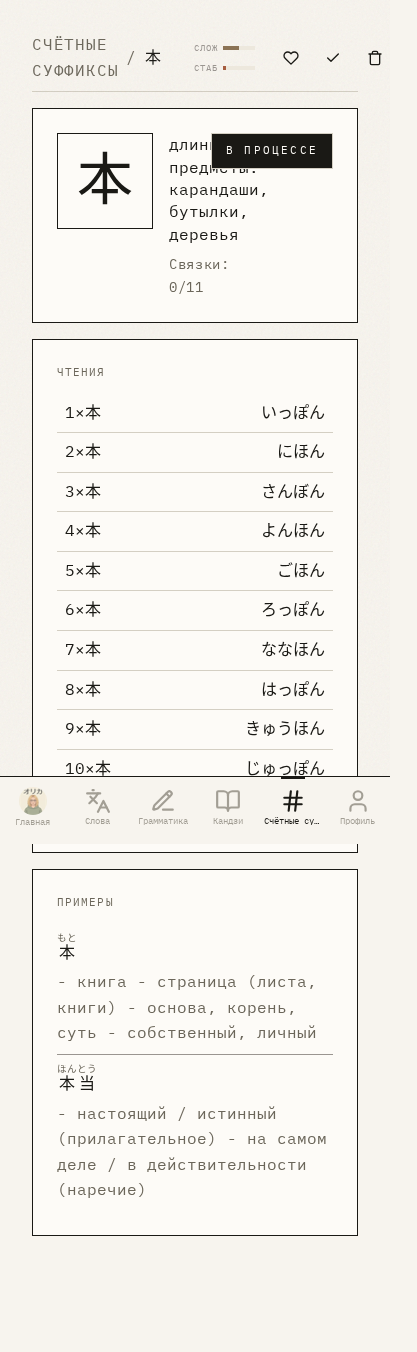 СЧЁТНЫЕ
СУФФИКСЫ / 本
СЛОЖ
СТАБ
本
В ПРОЦЕССЕ
предметы:
карандаши,
бутылки,
деревья
Связки:
0/11
ЧТЕНИЯ
1×本 いっぽん
2×本 にほん
3×本 さんぼん
4×本 よんほん
5×本 ごほん
6×本 ろっぽん
7×本 ななほん
8×本 はっぽん
9×本 きゅうほん
10×本 じゅっぽん
オリカ
Главная
Слова
Грамматика
Кандзи
Счётные су…
Профиль
ПРИМЕРЫ
もと
本
- книга - страница (листа,
книги) - основа, корень,
суть - собственный, личный
ほんとう
本当
- настоящий / истинный
(прилагательное) - на самом
деле / в действительности
(наречие)